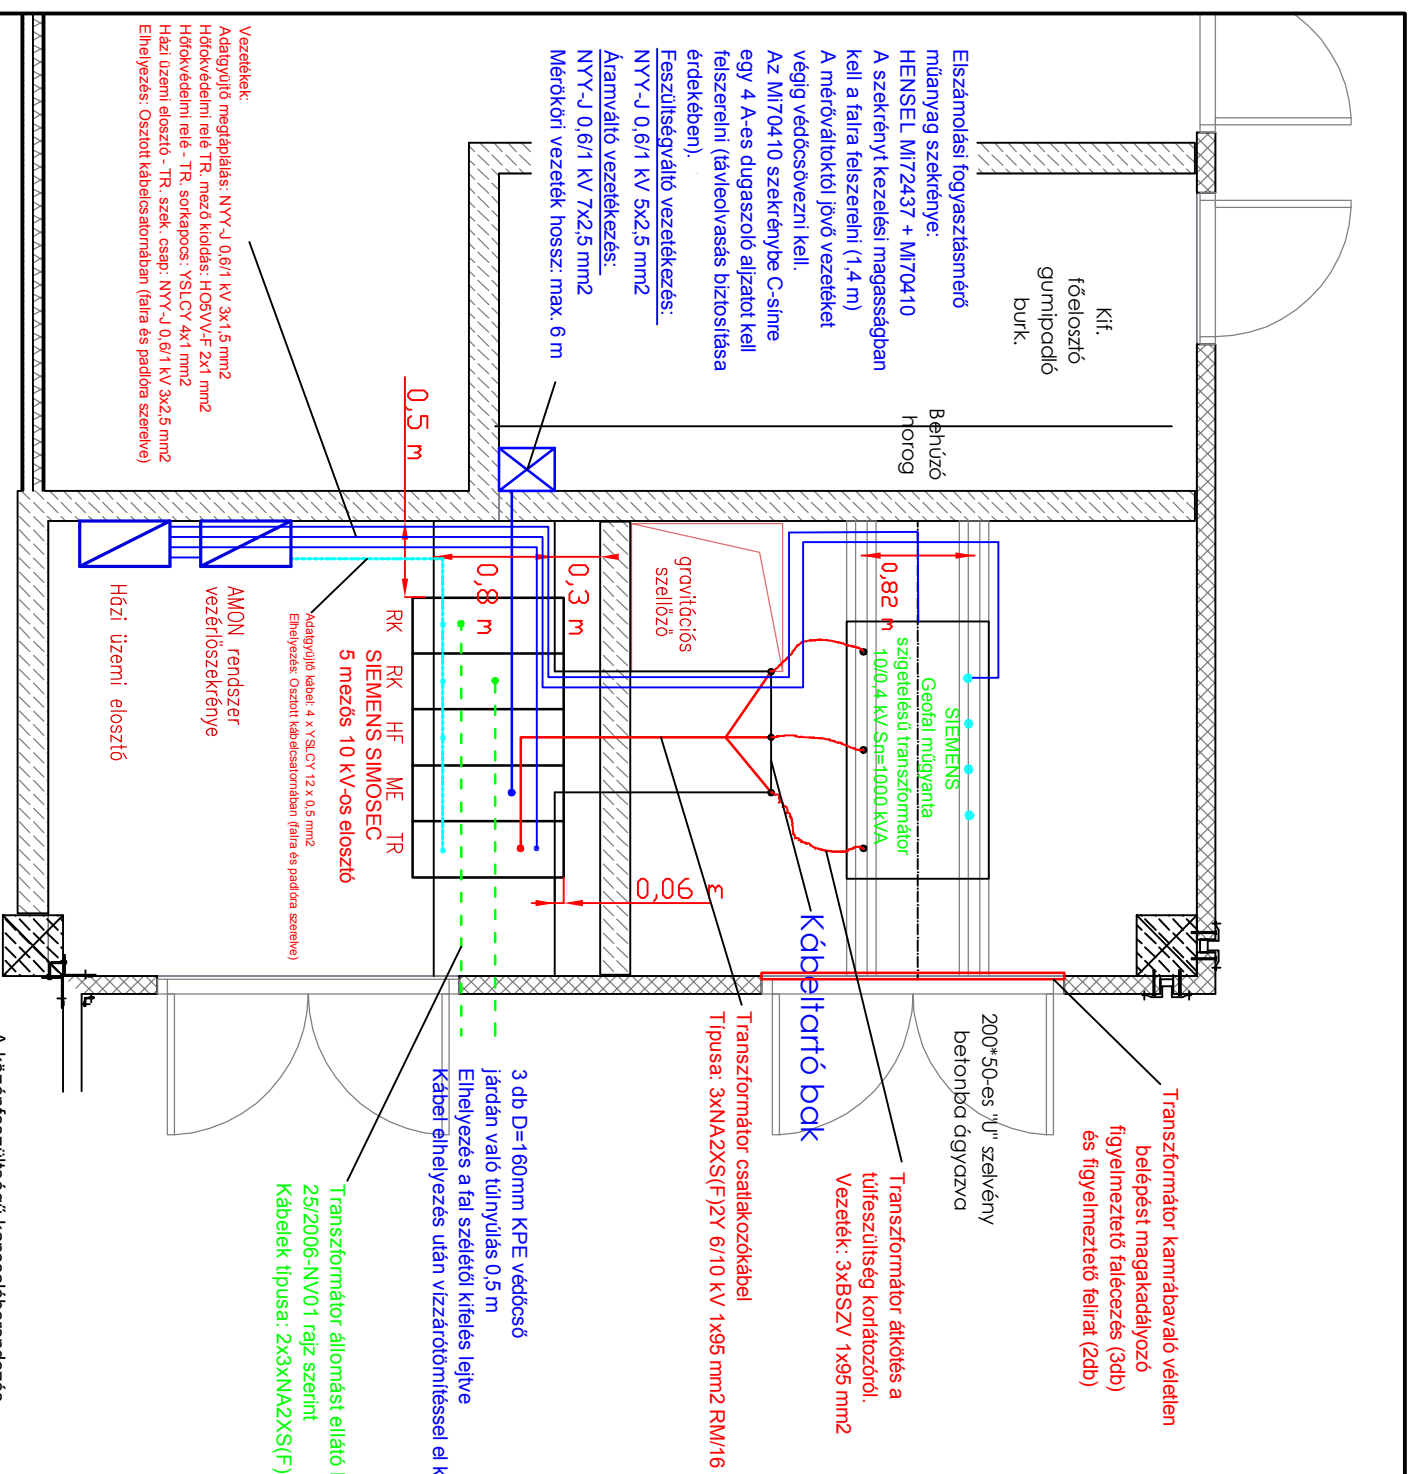 Elszámolási fogyasztásmérő
műanyag szekrénye:
HENSEL Mi72437 + Mi70410
A szekrényt kezelési magasságban
kell a falra felszerelni (1,4 m)
A mérőváltoktól jövő vezetéket
végig védőcsövezni kell.
Az Mi70410 szekrénybe C-sínre
egy 4 A-es dugaszoló aljzatot kell
felszerelni (távleolvasás biztosítása
érdekében).
Feszültségváltó vezetékezés:
NYY-J 0,6/1 kV 5x2,5 mm2
Áramváltó vezetékezés:
NYY-J 0,6/1 kV 7x2,5 mm2
Mérőköri vezeték hossz: max. 6 m
Vezetékek:
Adatgyüjtő megtáplálás: NYY-J 0,6/1 kV 3x1,5 mm2
Hőfokvédelmi relé TR. mező kioldás: HO5VV-F 2x1 mm2
Hőfokvédelmi relé - TR. sorkapocs: YSLCY 4x1 mm2
Házi üzemi elosztó - TR. szek. csap: NYY-J 0,6/1 kV 3x2,5 mm2
Elhelyezés: Osztott kábelcsatornában (falra és padlóra szerelve)
Kif.
főelosztó
gumipadló
burk.
Behúzó
horog
0,5 m
0,8 m
0,3 m
0,82 m
0,06 m
gravitációs
szellőző
SIEMENS
Geofal műgyanta
szigetelésű transzformátor
10/0,4 kV Sn=1000 kVA
RK
RK
HF
ME
TR
SIEMENS SIMOSEC
5 mezős 10 kV-os elosztó
Adatgyüjtő kábel: 4 x YSLCY 12 x 0,5 mm2
Elhelyezés: Osztott kábelcsatornában (falra és padlóra szerelve)
AMON rendszer
vezérlőszekrénye
Házi üzemi elosztó
Kábeltartó bak
200*50-es "U" szelvény
betonba ágyazva
Transzformátor kamrábavaló véletlen
belépést magakadályozó
figyelmeztető falécezés (3db)
és figyelmeztető felirat (2db)
Transzformátor átkötés a
túlfeszültség korlátozóról.
Vezeték: 3xBSZV 1x95 mm2
Transzformátor csatlakozókábel
Típusa: 3xNA2XS(F)2Y 6/10 kV 1x95 mm2 RM/16
3 db D=160mm KPE védőcső
járdán való túlnyúlás 0,5 m
Elhelyezés a fal szélétől kifelés lejtve
Kábel elhelyezés után vízzárótömítéssel el k
Transzformátor állomást ellátó
25/2006-NV01 rajz szerint
Kábelek típusa: 2x3xNA2XS(F)